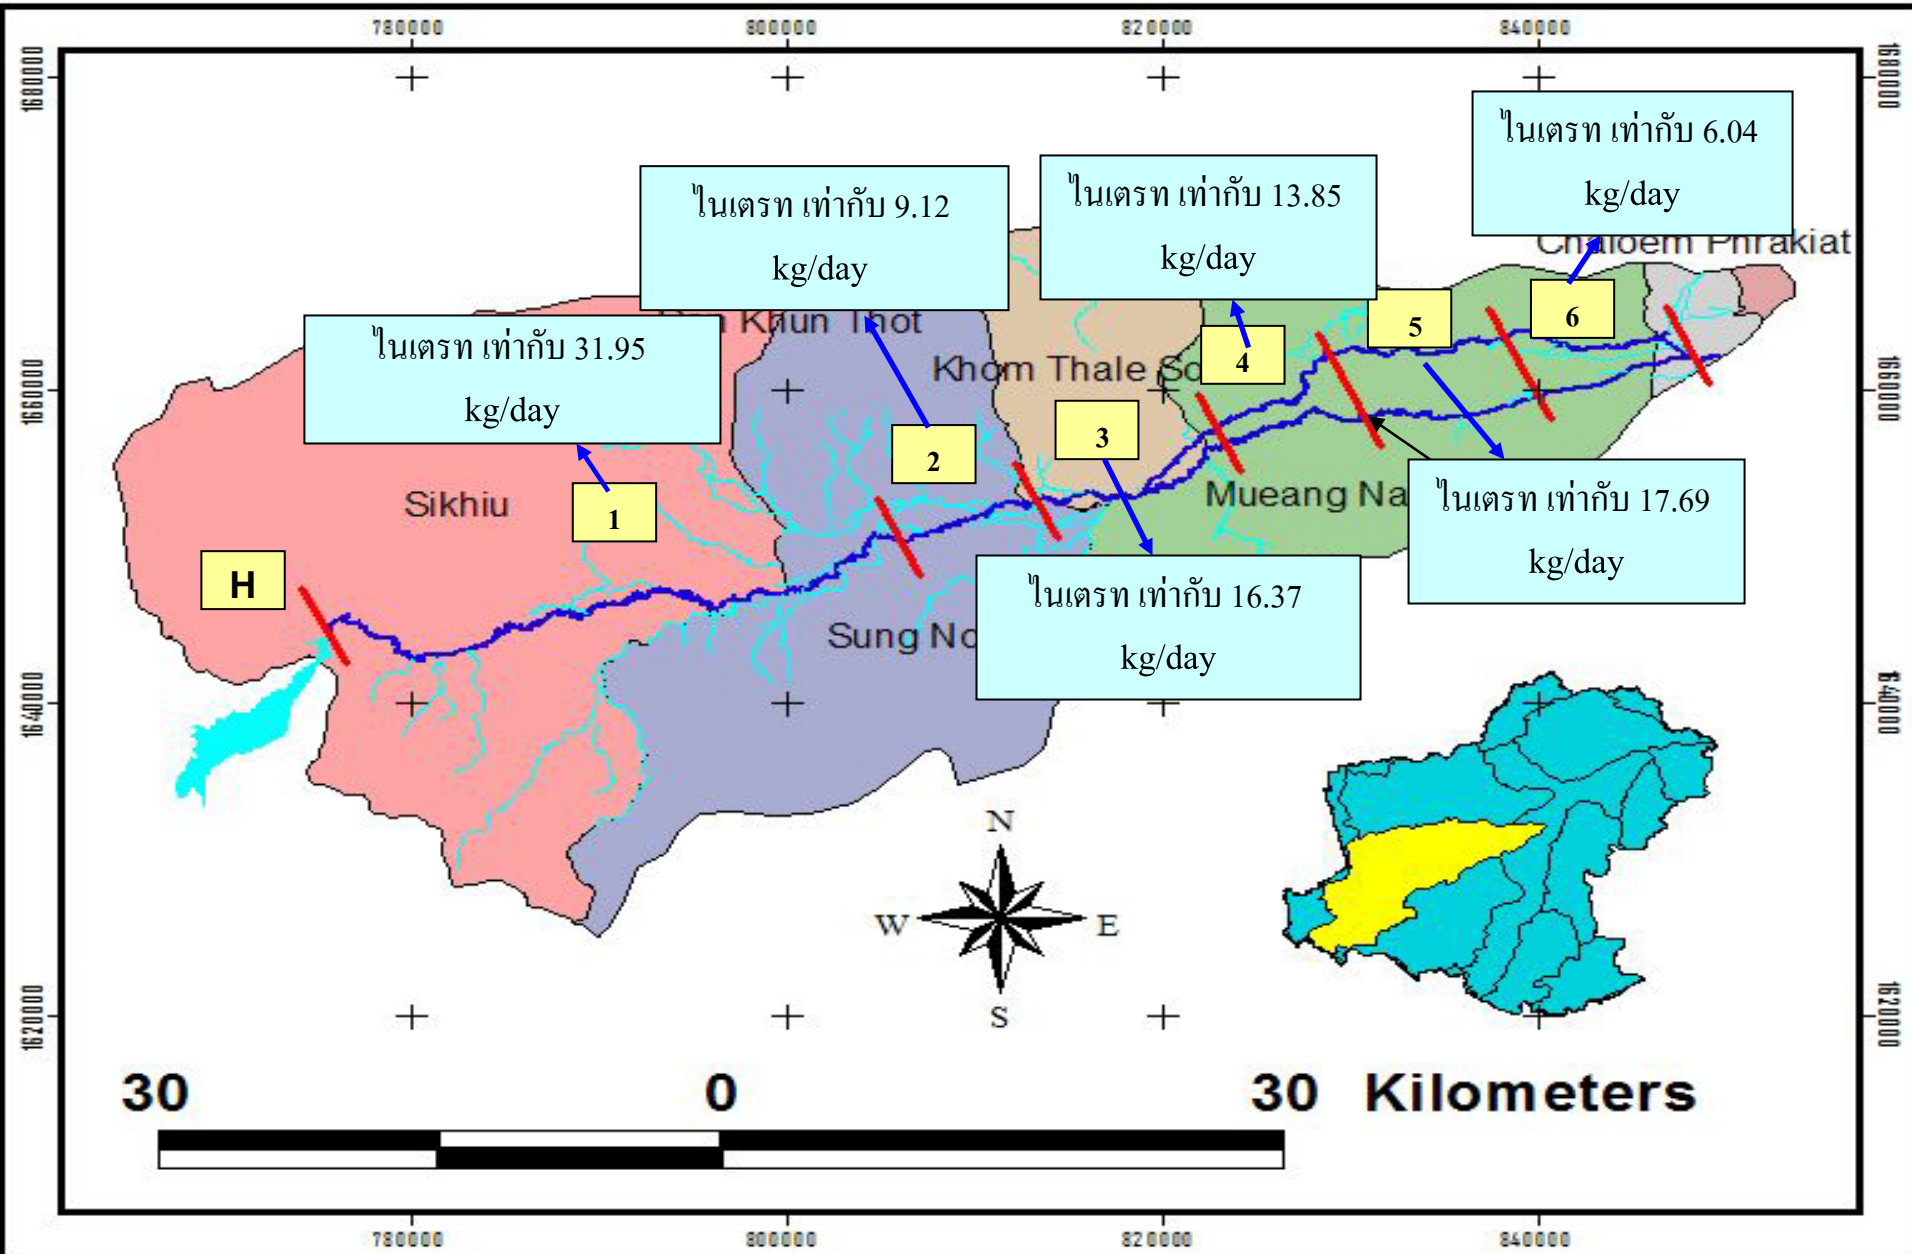 780000 800000 820000 840000
1680000 1680000
ไนเตรท เท่ากับ 6.04
kg/day
ไนเตรท เท่ากับ 13.85
kg/day
ไนเตรท เท่ากับ 9.12
kg/day
Chaloem Phrakiat
Khun Thot
ไนเตรท เท่ากับ 31.95
kg/day
6
5
4
Khom Thale So
1660000 1660000
3
2
Sikhiu
1
Mueang Na
ไนเตรท เท่ากับ 17.69
kg/day
H
ไนเตรท เท่ากับ 16.37
kg/day
Sung No
1640000 1640000
N
W E
S
1620000 1620000
30 0 30 Kilometers
780000 800000 820000 840000